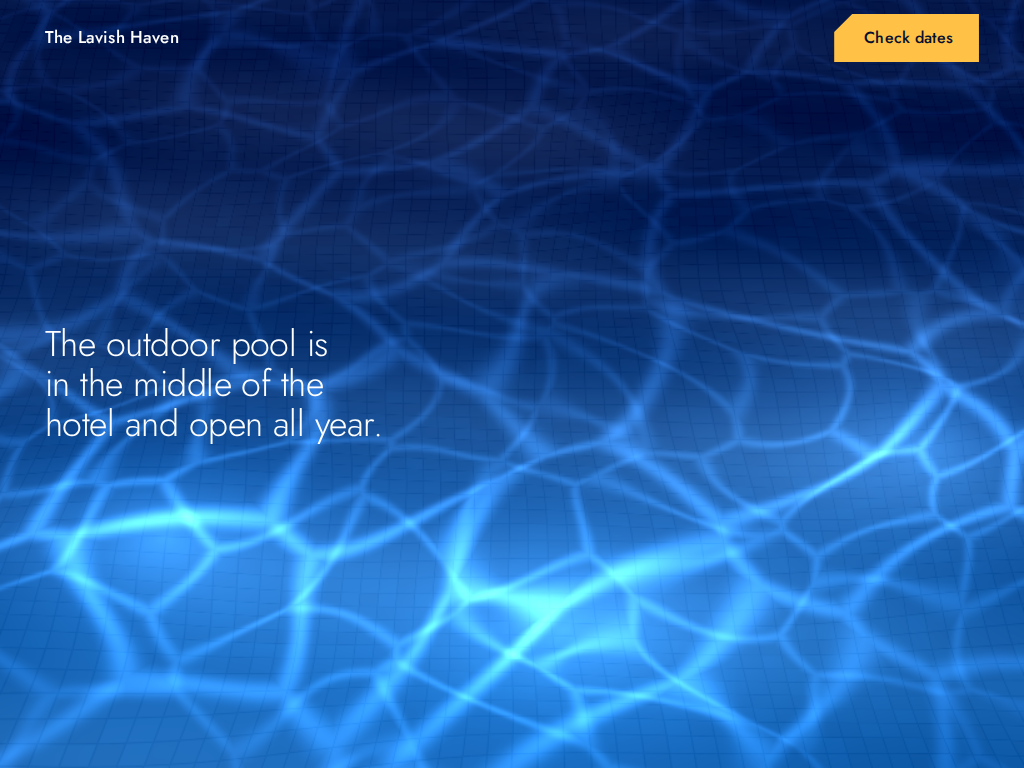 The Lavish Haven
Check dates
The outdoor pool is
in the middle of the
hotel and open all year.